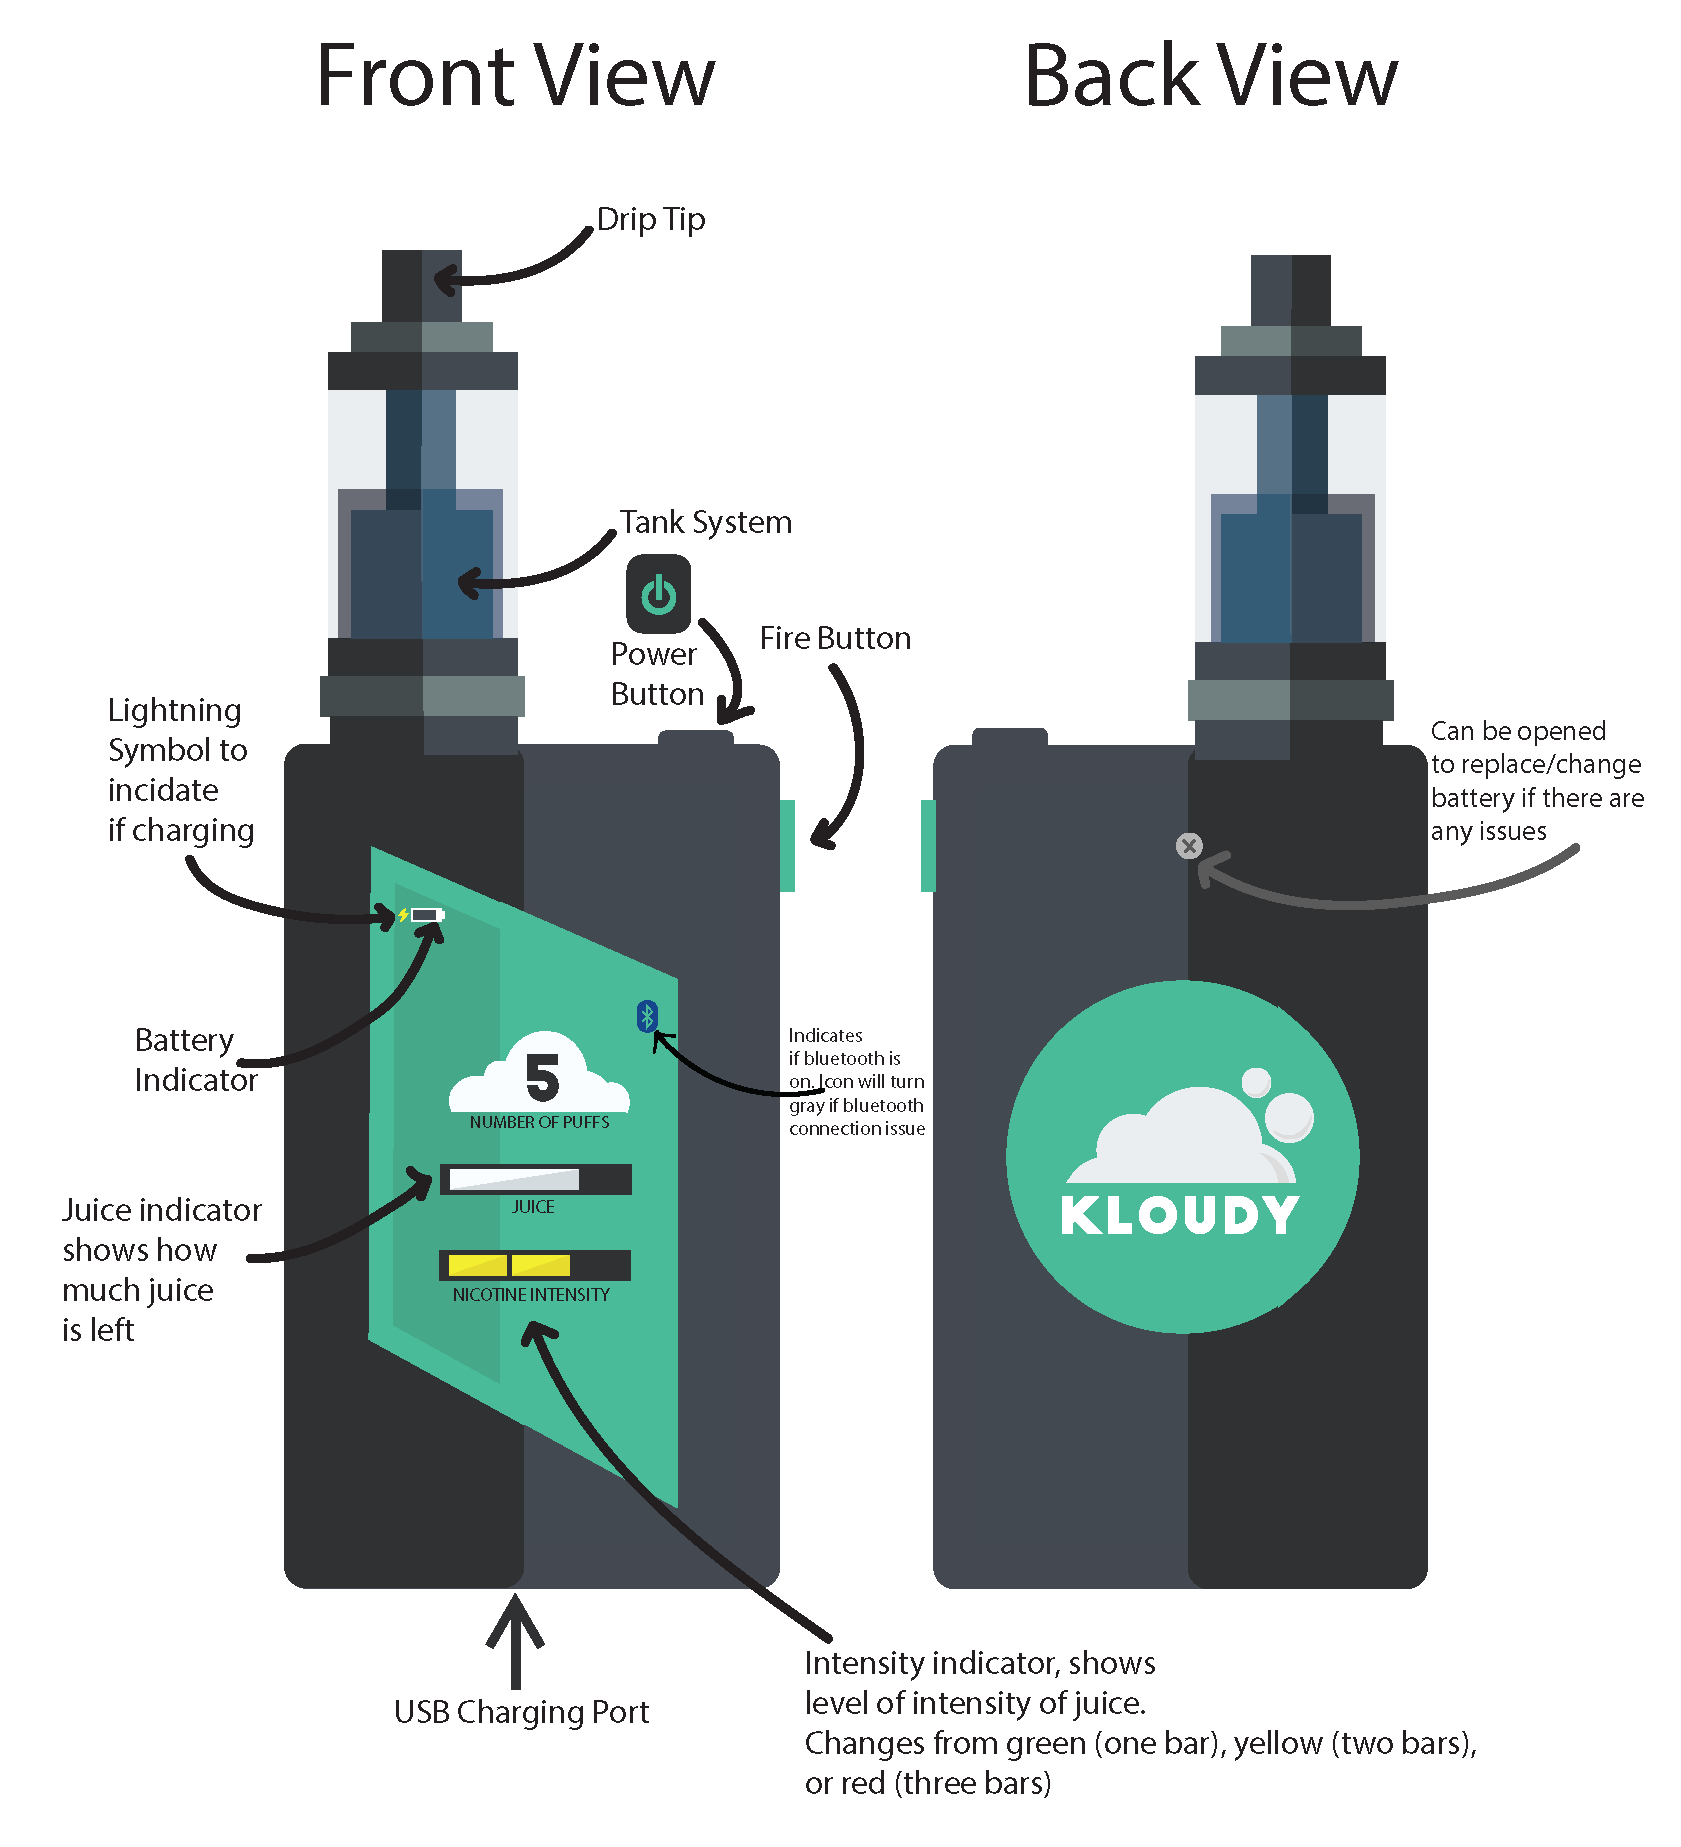 Front View
Back View
Drip Tip
Tank System
Power
Button
Fire Button
Lightning
Symbol to
incidate
if charging
Can be opened
to replace/change
battery if there are
any issues
Battery
Indicator
Indicates
if bluetooth is
on. Icon will turn
gray if bluetooth
connection issue
5
NUMBER OF PUFFS
JUICE
NICOTINE INTENSITY
Juice indicator
shows how
much juice
is left
KLOUDY
USB Charging Port
Intensity indicator, shows
level of intensity of juice.
Changes from green (one bar), yellow (two bars),
or red (three bars)